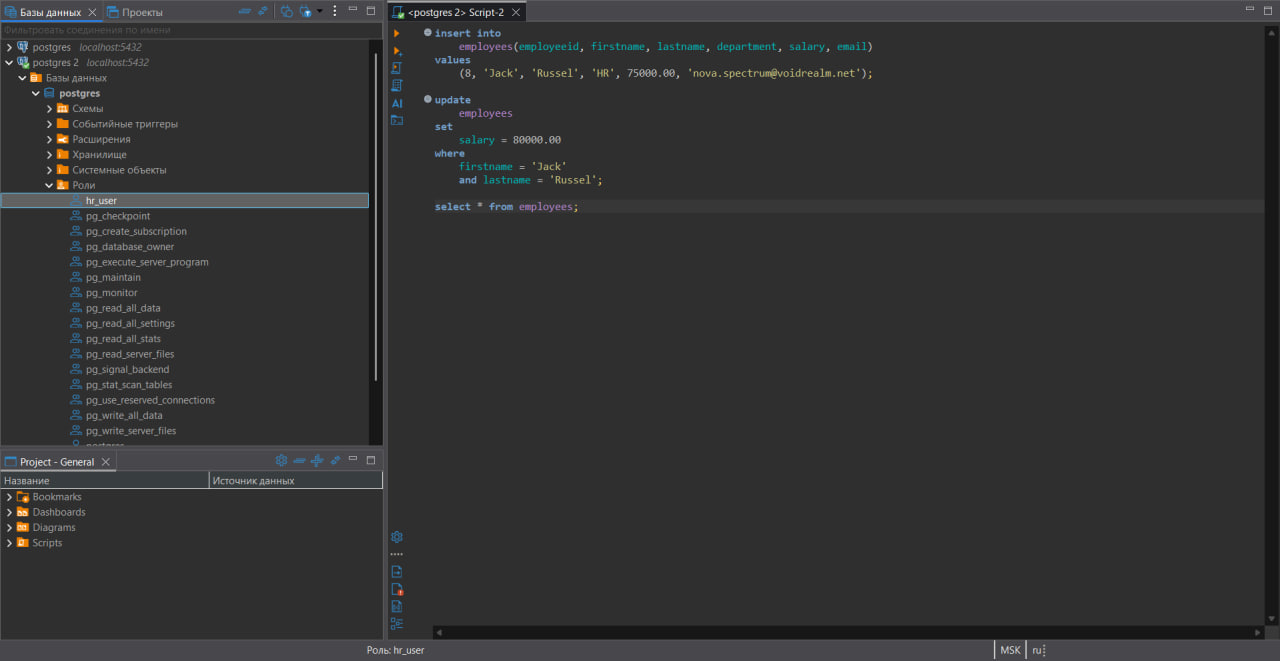 Базы данных
Проекты
Фильтровать соединения по имени
postgres localhost:5432
postgres 2 localhost:5432
Базы данных
postgres
Схемы
Событийные триггеры
Расширения
Хранилище
Системные объекты
Роли
hr_user
pg_checkpoint
pg_create_subscription
pg_database_owner
pg_execute_server_program
pg_maintain
pg_monitor
pg_read_all_data
pg_read_all_settings
pg_read_all_stats
pg_read_server_files
pg_signal_backend
pg_stat_scan_tables
pg_use_reserved_connections
pg_write_all_data
pg_write_server_files
postgres
Project - General
Название Источник данных
Bookmarks
Dashboards
Diagrams
Scripts
<postgres 2> Script-2
AI
insert into
employees(employeeid, firstname, lastname, department, salary, email)
values
(8, 'Jack', 'Russel', 'HR', 75000.00, 'nova.spectrum@voidrealm.net');
update
employees
set
salary = 80000.00
where
firstname = 'Jack'
and lastname = 'Russel';
select * from employees;
Роль: hr_user
MSK
ru